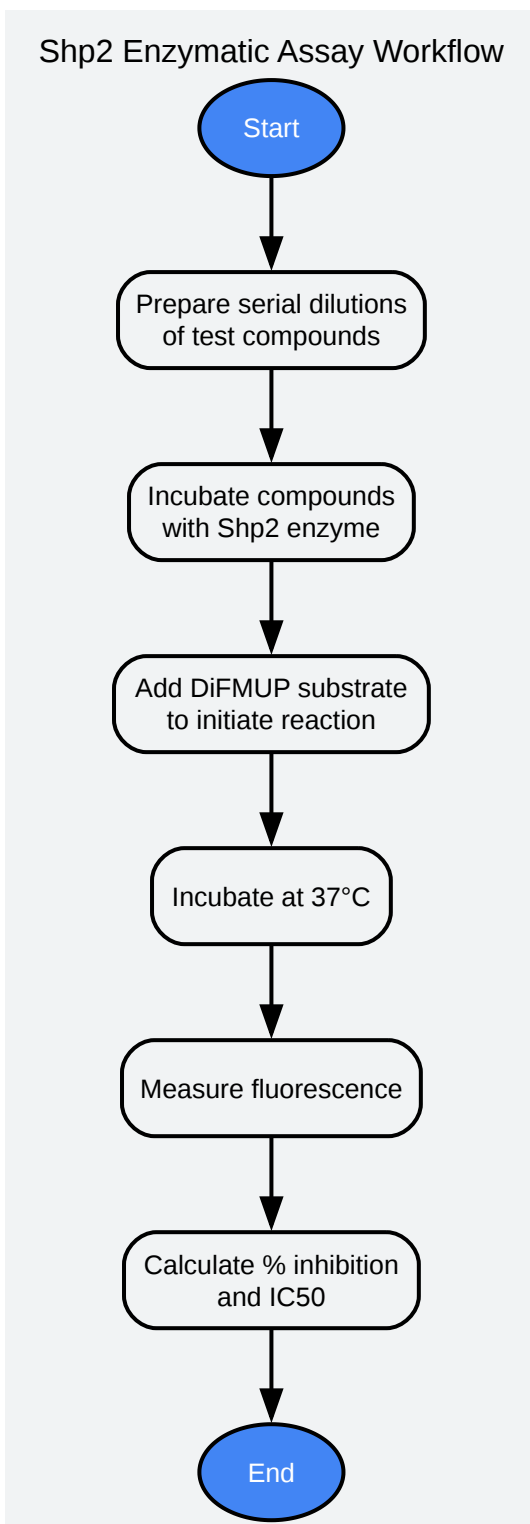 Shp2 Enzymatic Assay Workflow
Start
Prepare serial dilutions
of test compounds
Incubate compounds
with Shp2 enzyme
Add DiFMUP substrate
to initiate reaction
Incubate at 37°C
Measure fluorescence
Calculate % inhibition
and IC50
End